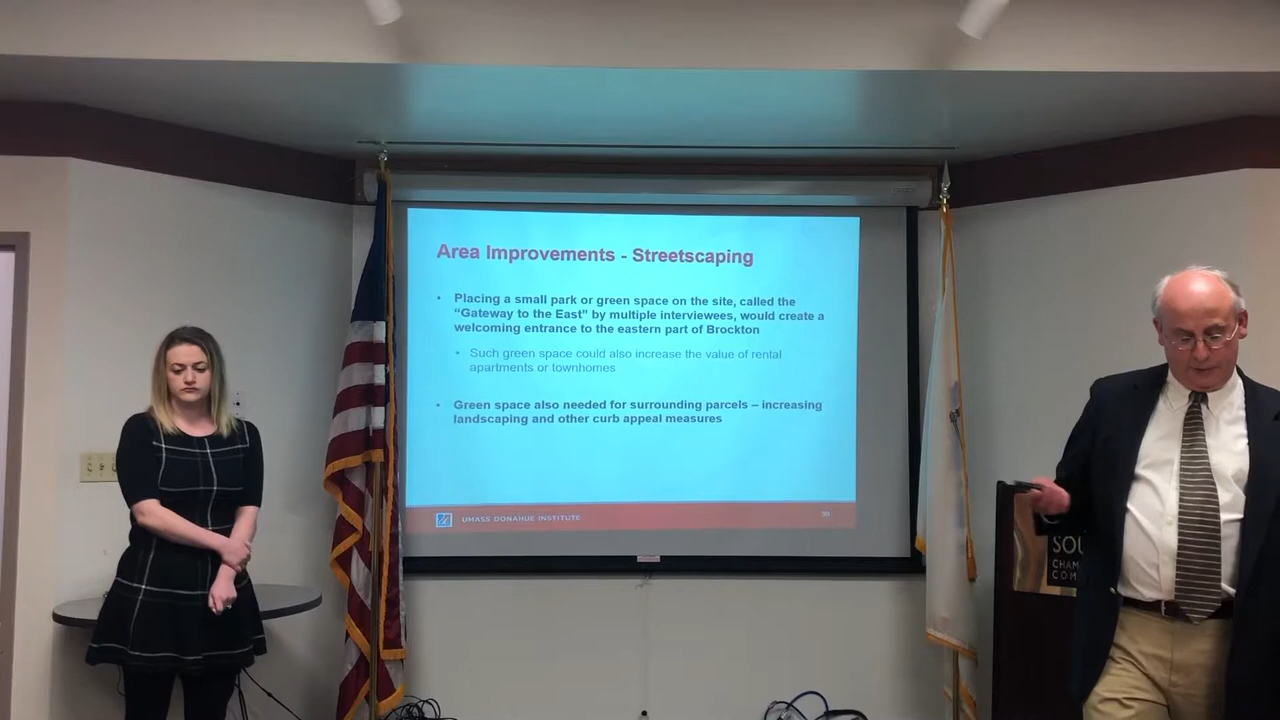 Area Improvements - Streetscaping
• Placing a small park or green space on the site, called the
“Gateway to the East” by multiple interviewees, would create a
welcoming entrance to the eastern part of Brockton
• Such green space could also increase the value of rental
apartments or townhomes
• Green space also needed for surrounding parcels – increasing
landscaping and other curb appeal measures
UMASS DONAHUE INSTITUTE
SOU
CHAM
COM